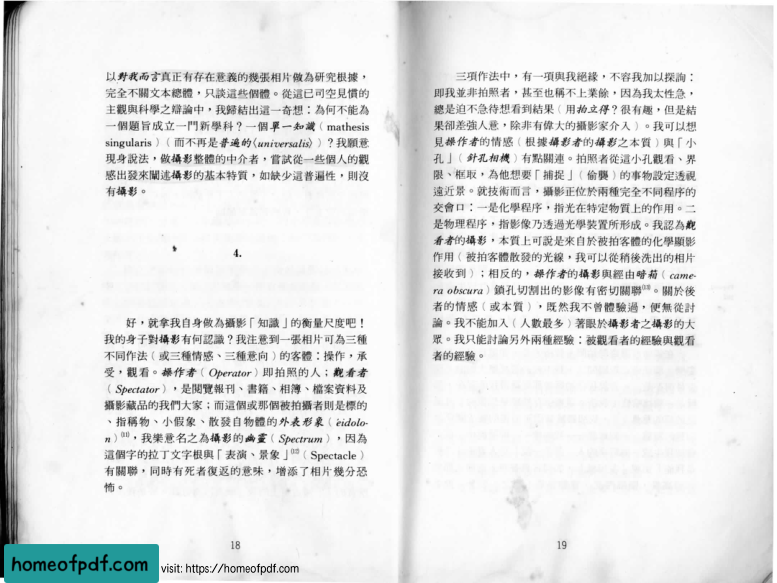 以對我而言真正有存在意義的幾張相片做為研究根據，
完全不關文本總體，只談這些個體。從這已司空見慣的
主觀與科學之辯論中，我歸結出這一奇想：為何不能為
一個題旨成立一門新學科？一個單一知識（mathesis
singularis）（而不再是普遍的(universalis)）？我願意
現身說法，做攝影整體的中介者，嘗試從一些個人的觀
感出發來闡述攝影的基本特質，如缺少這普遍性，則沒
有攝影。
4.
好，就拿我自身做為攝影「知識」的衡量尺度吧！
我的身子對攝影有何認識？我注意到一張相片可為三種
不同作法（或三種情感、三種意向）的客體：操作，承
受，觀看。操作者（Operator）即拍照的人；觀看者
（Spectator），是閱覽報刊、書籍、相簿、檔案資料及
攝影藏品的我們大家；而這個或那個被拍攝者則是標的
、指稱物、小假象、散發自物體的外表形象（eidolo-
n）⁽¹¹⁾，我樂意名之為攝影的幽靈（Spectrum），因為
這個字的拉丁文字根與「表演、景象」⁽¹²⁾（Spectacle）
有關聯，同時有死者復返的意味，增添了相片幾分恐
怖。
18
三項作法中，有一項與我絕緣，不容我加以探詢：
即我並非拍照者，甚至也稱不上業餘，因為我太性急，
總是迫不急待想看到結果（用拍立得？很有趣，但是結
果卻差強人意，除非有偉大的攝影家介入）。我可以想
見操作者的情感（根據攝影者的攝影之本質）與「小
孔」（針孔相機）有點關連。拍照者從這小孔觀看、界
限、框取，為他想要「捕捉」（偷襲）的事物設定透視
遠近景。就技術而言，攝影正位於兩種完全不同程序的
交會口：一是化學程序，指光在特定物質上的作用。二
是物理程序，指影像乃透過光學裝置所形成。我認為觀
看者的攝影，本質上可說是來自於被拍客體的化學顯影
作用（被拍客體散發的光線，我可以從稍後洗出的相片
接收到）；相反的，操作者的攝影與經由暗箱（came-
ra obscura）鎖孔切割出的影像有密切關聯⁽¹³⁾。關於後
者的情感（或本質），既然我不曾體驗過，便無從討
論。我不能加入（人數最多）著眼於攝影者之攝影的大
眾。我只能討論另外兩種經驗：被觀看者的經驗與觀看
者的經驗。
19
homeofpdf.com
visit: https://homeofpdf.com